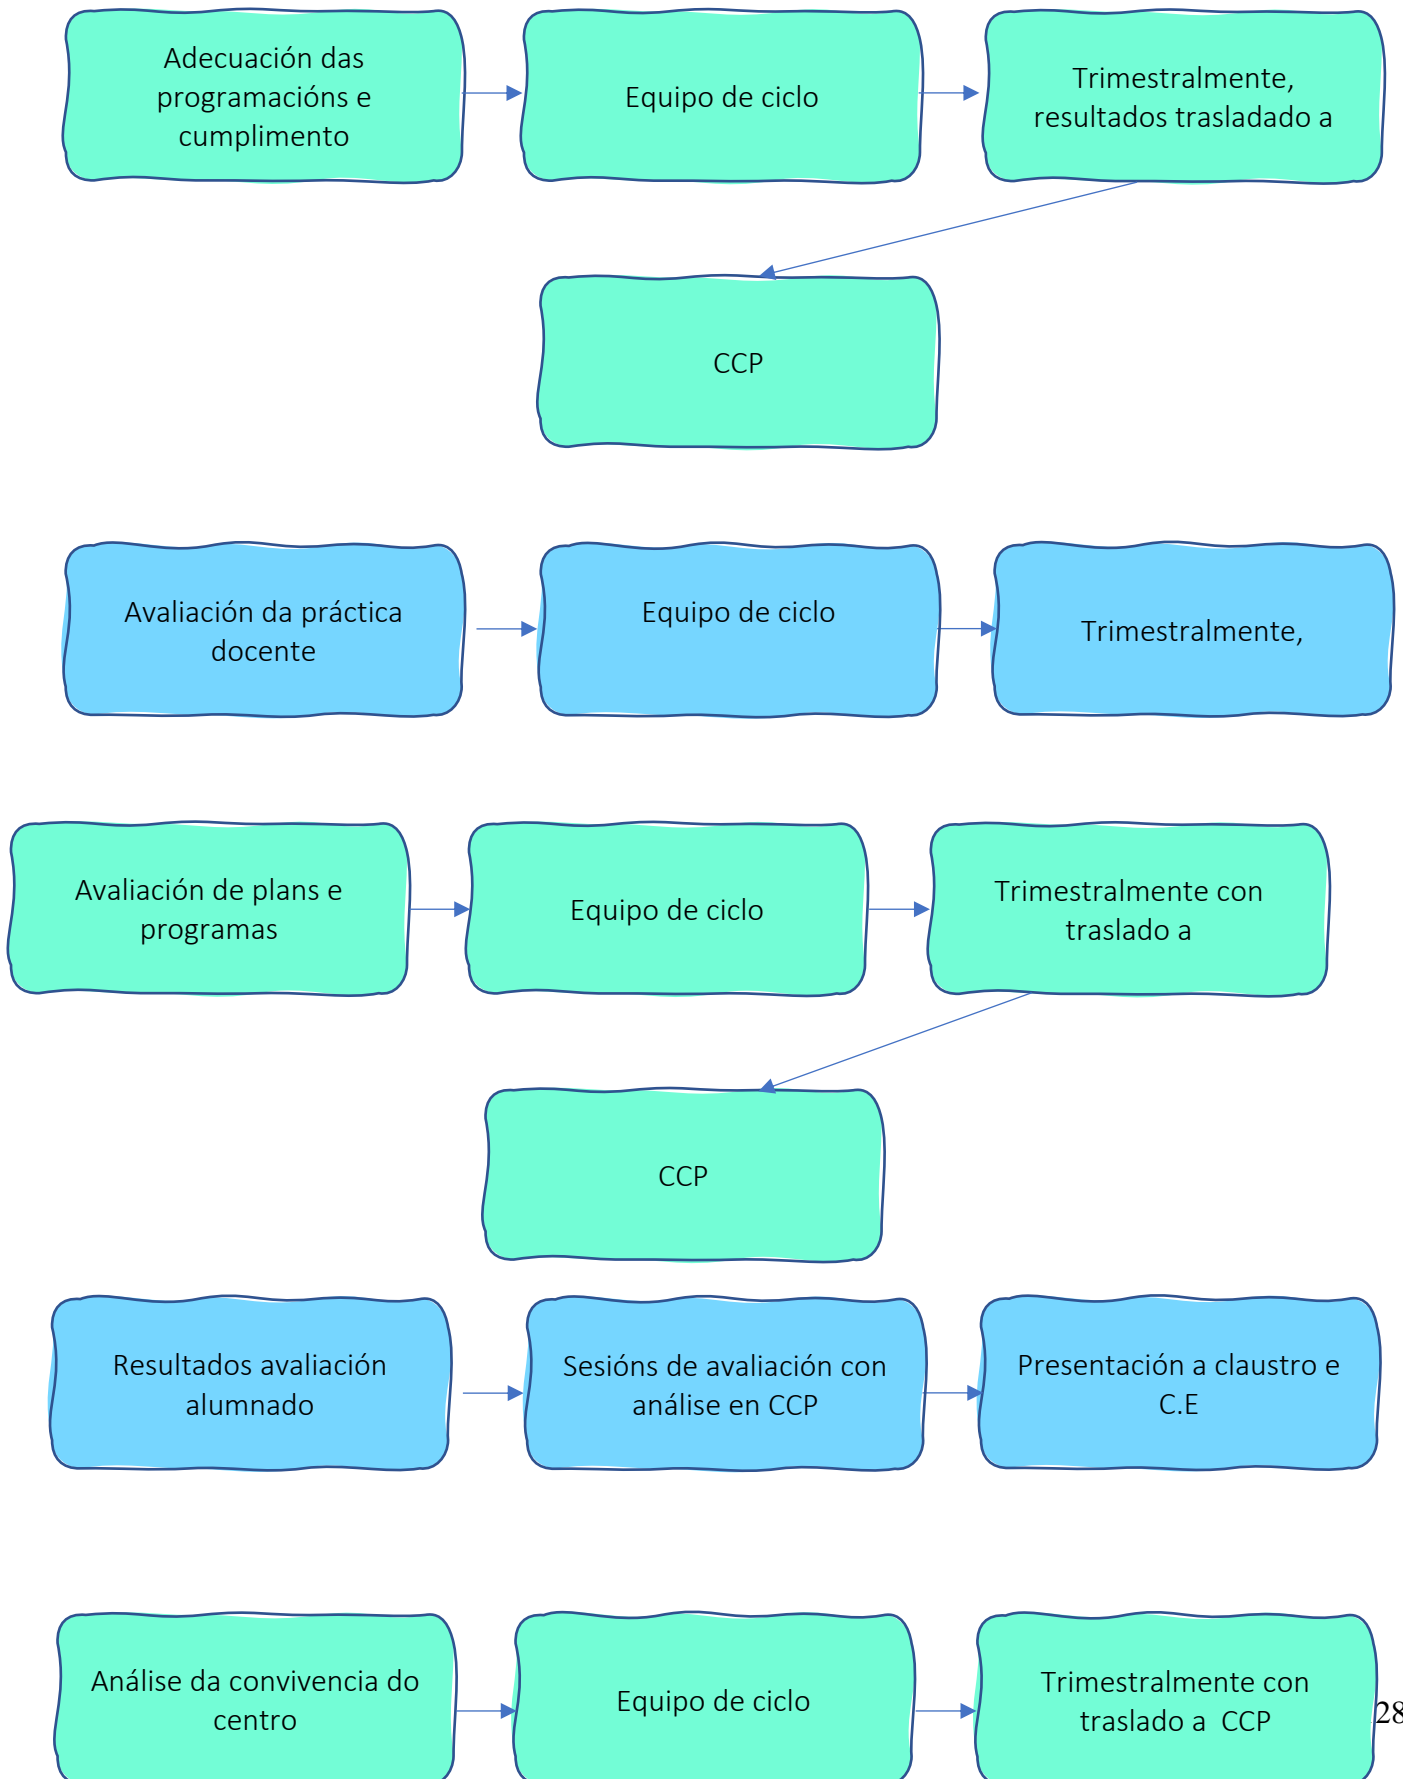 Adecuación das
programacións e
cumplimento
Equipo de ciclo
Trimestralmente,
resultados trasladado a
CCP
Avaliación da práctica
docente
Equipo de ciclo
Trimestralmente,
Avaliación de plans e
programas
Equipo de ciclo
Trimestralmente con
traslado a
CCP
Resultados avaliación
alumnado
Sesións de avaliación con
análise en CCP
Presentación a claustro e
C.E
Análise da convivencia do
centro
Equipo de ciclo
Trimestralmente con
traslado a  CCP
28